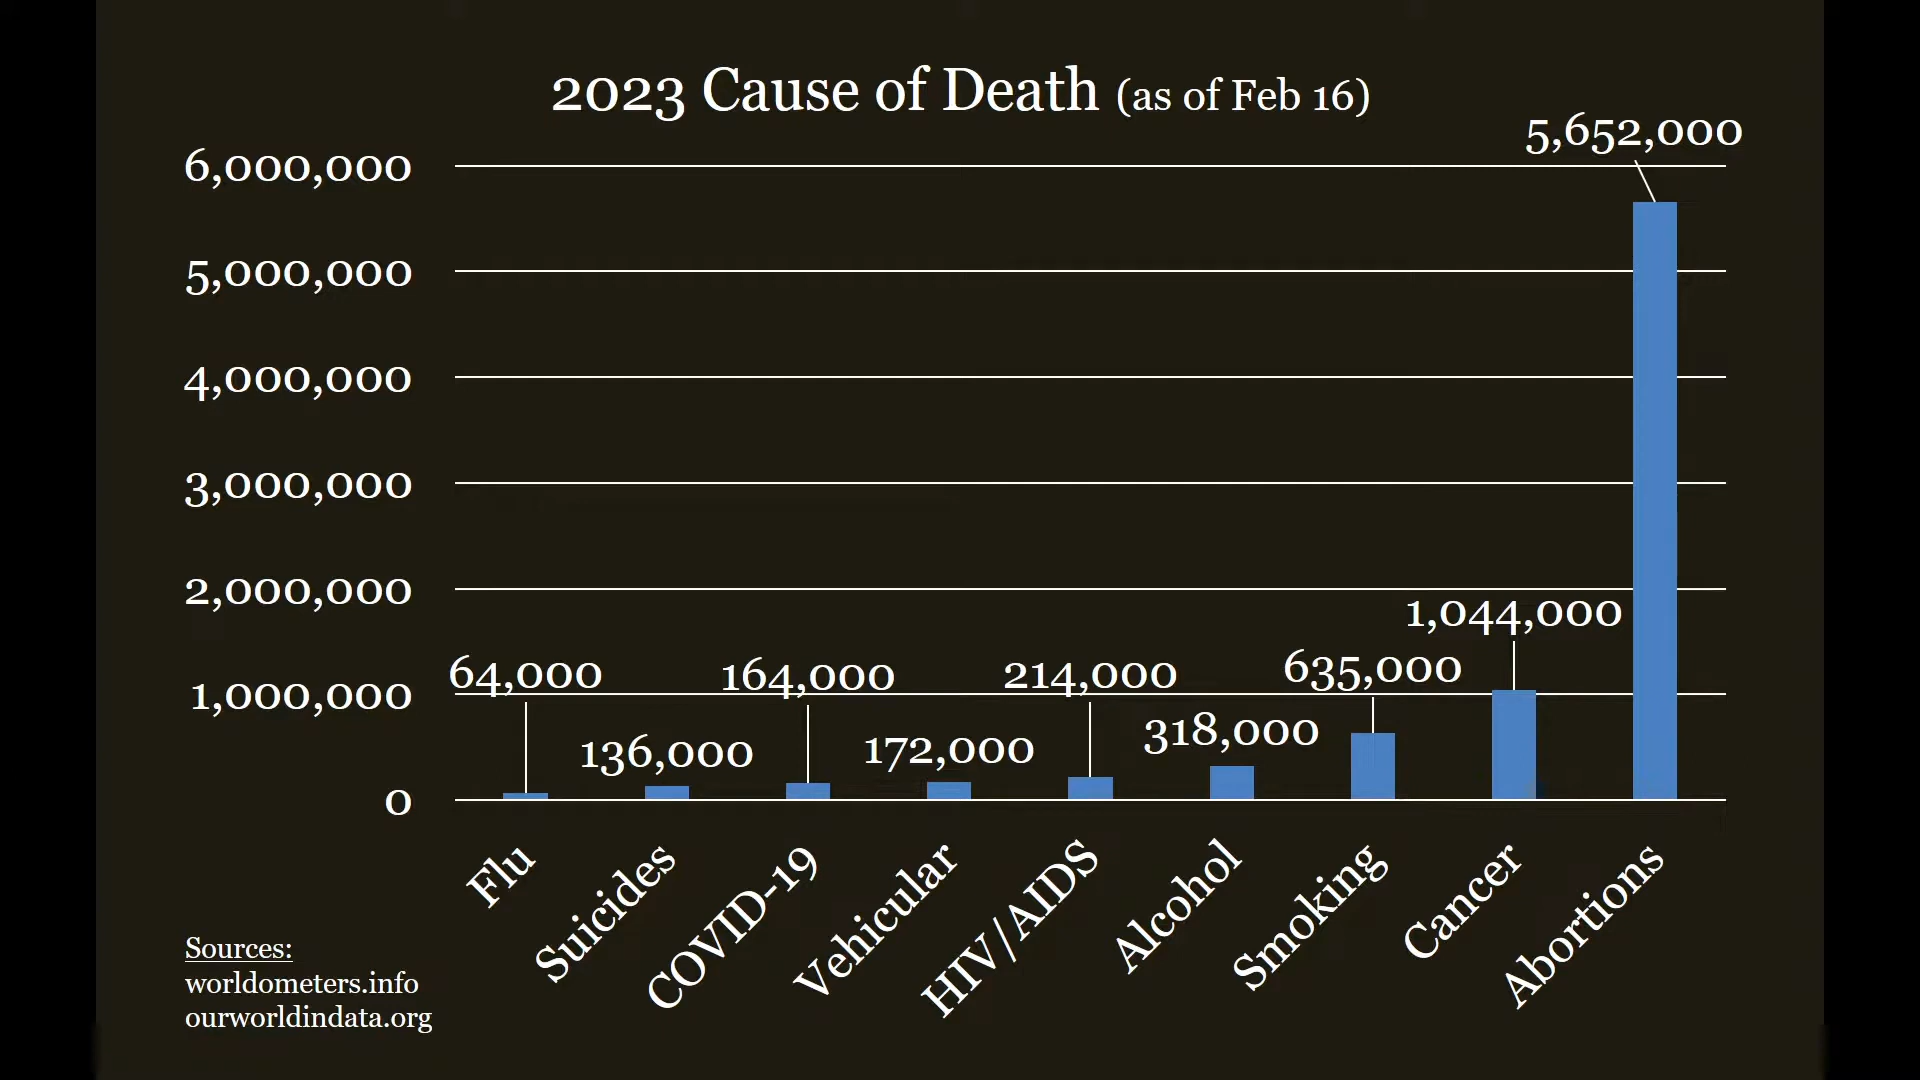 2023 Cause of Death (as of Feb 16)
5,652,000
6,000,000
5,000,000
4,000,000
3,000,000
2,000,000
1,044,000
1,000,000
64,000
164,000
214,000
635,000
136,000
172,000
318,000
0
Flu
Suicides
COVID-19
Vehicular
HIV/AIDS
Alcohol
Smoking
Cancer
Abortions
Sources:
worldometers.info
ourworldindata.org